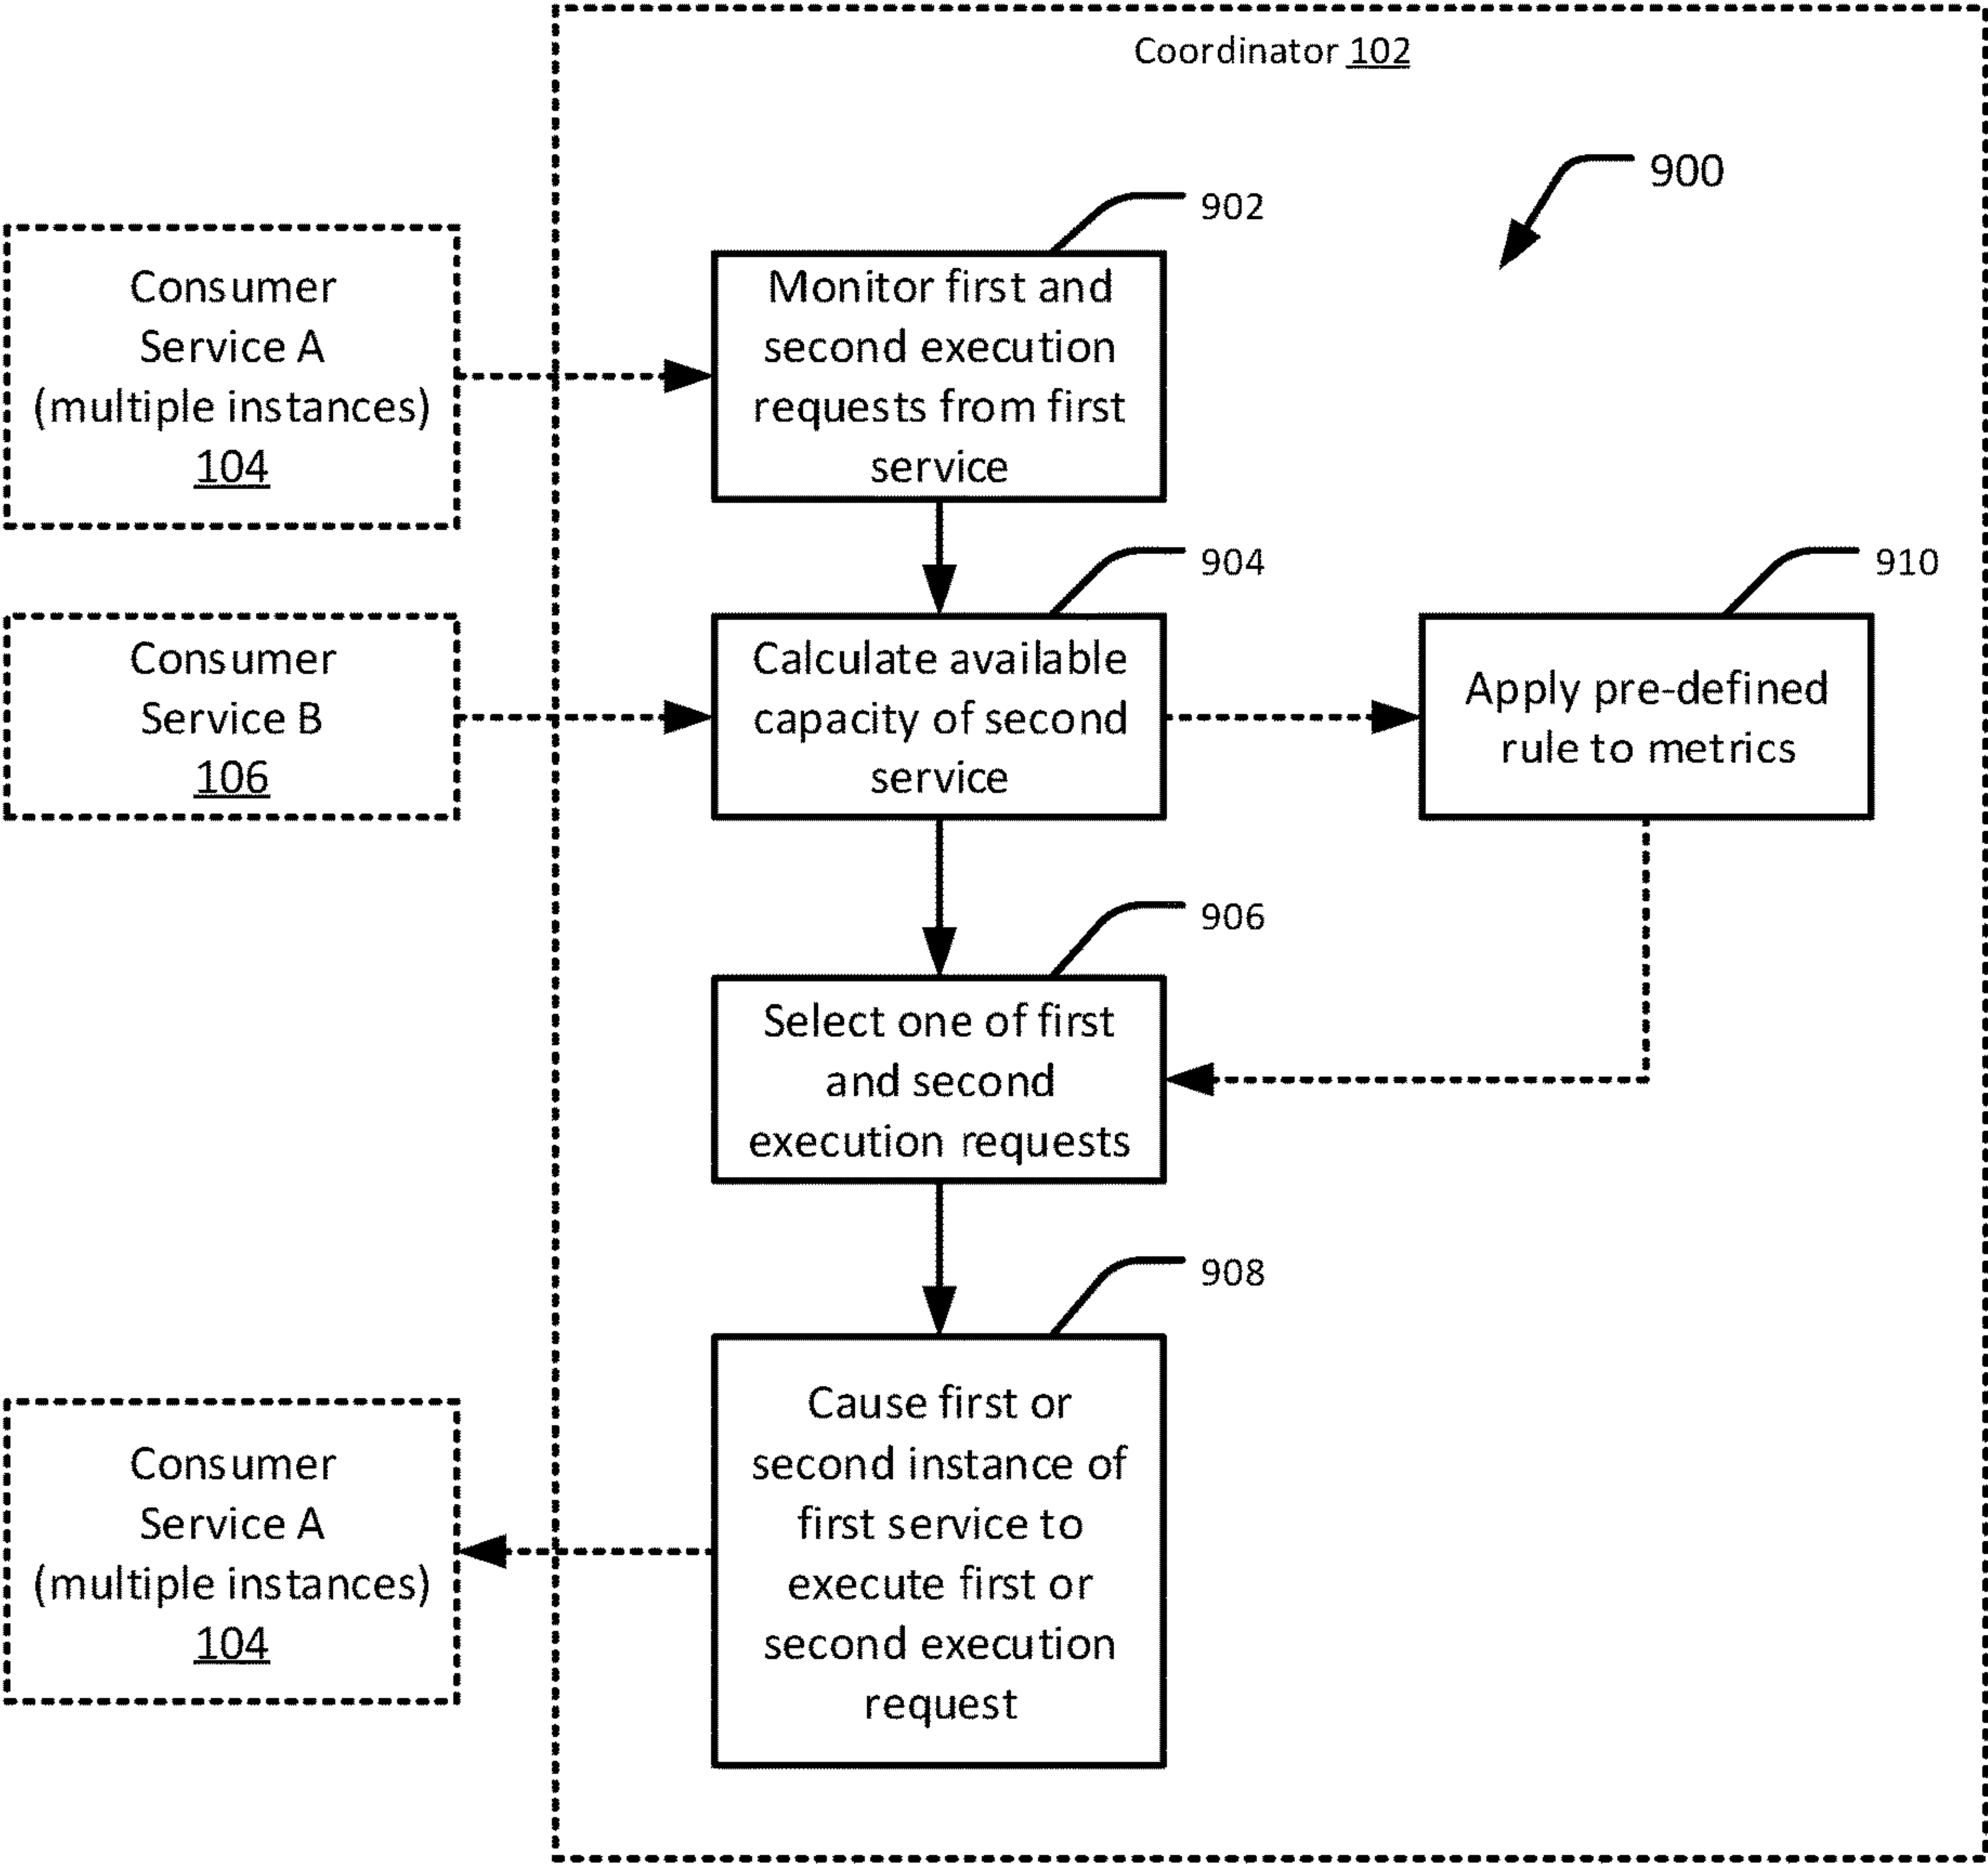 Coordinator 102
900
902
Consumer
Service A
(multiple instances)
104
Monitor first and
second execution
requests from first
service
904
910
Consumer
Service B
106
Calculate available
capacity of second
service
Apply pre-defined
rule to metrics
906
Select one of first
and second
execution requests
908
Consumer
Service A
(multiple instances)
104
Cause first or
second instance of
first service to
execute first or
second execution
request